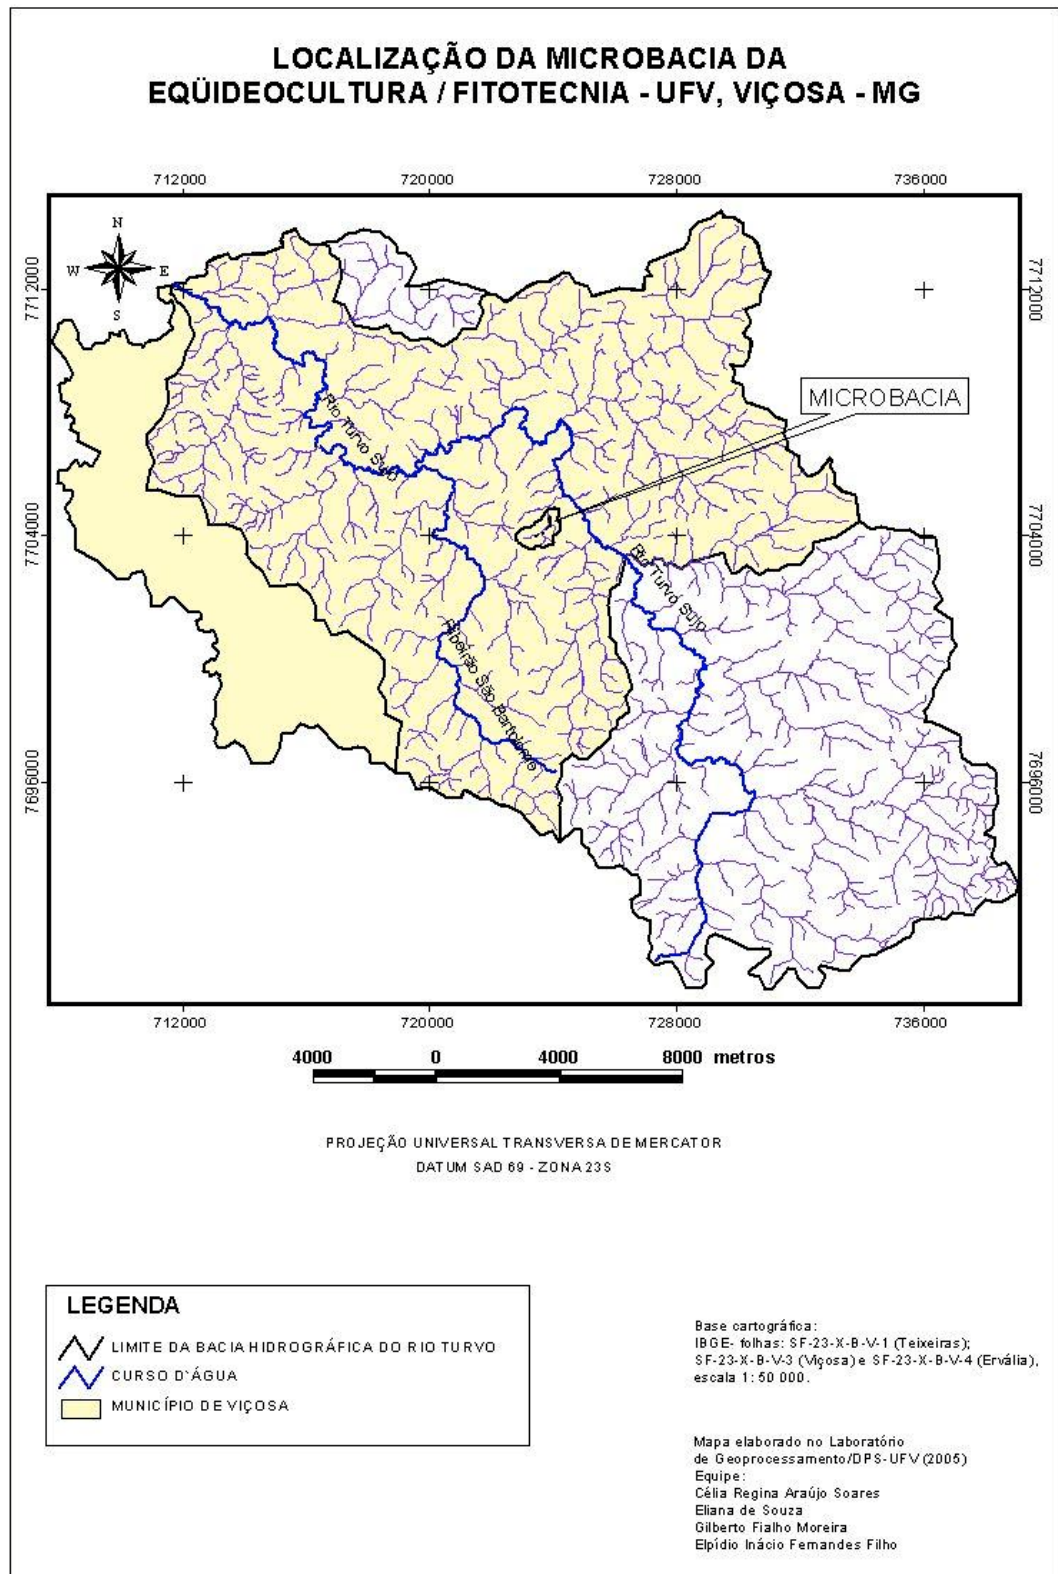 LOCALIZAÇÃO DA MICROBACIA DA
EQÜIDEOCULTURA / FITOTECNIA - UFV, VIÇOSA - MG
712000 720000 728000 736000
N
W E
S
7712000 7712000
MICROBACIA
Rio Turvo Sujo
7704000 7704000
Rio Turvo Sujo
Ribeirão São Bartolomeu
7696000 7696000
712000 720000 728000 736000
4000 0 4000 8000 metros
PROJEÇÃO UNIVERSAL TRANSVERSA DE MERCATOR
DATUM SAD 69 - ZONA 23S
LEGENDA
LIMITE DA BACIA HIDROGRÁFICA DO RIO TURVO
CURSO D`ÁGUA
MUNICÍPIO DE VIÇOSA
Base cartográfica:
IBGE- folhas: SF-23-X-B-V-1 (Teixeiras);
SF-23-X-B-V-3 (Viçosa) e SF-23-X-B-V-4 (Ervália),
escala 1: 50 000.
Mapa elaborado no Laboratório
de Geoprocessamento/DPS-UFV (2005)
Equipe:
Célia Regina Araújo Soares
Eliana de Souza
Gilberto Fialho Moreira
Elpídio Inácio Fernandes Filho